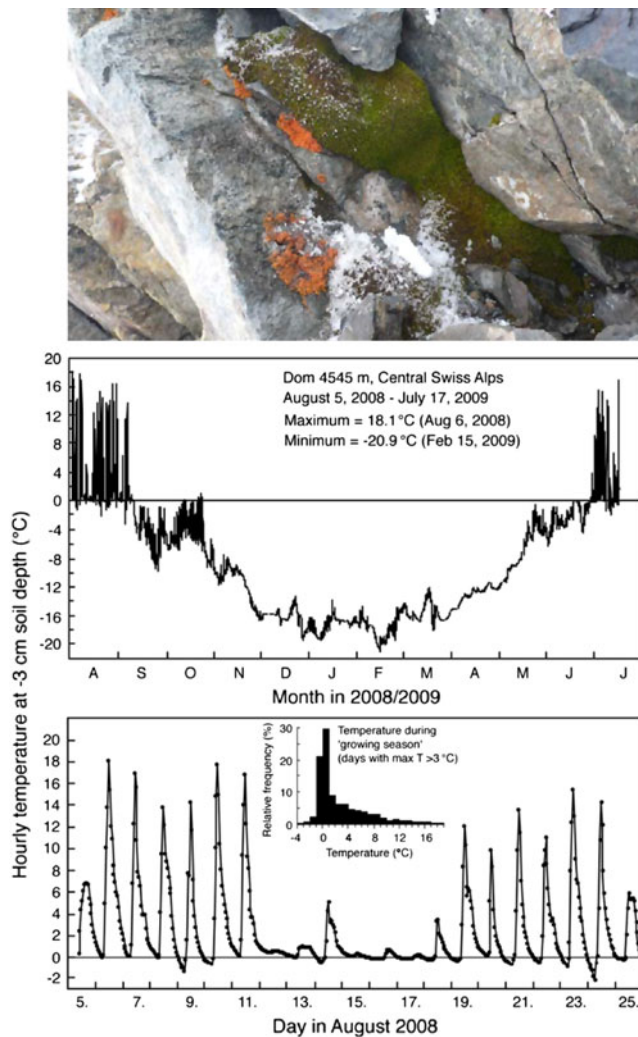 20
16
12
8
4
0
-4
-8
-12
-16
-20
Dom 4545 m, Central Swiss Alps
August 5, 2008 - July 17, 2009
Maximum = 18.1 °C (Aug 6, 2008)
Minimum = -20.9 °C (Feb 15, 2009)
A S O N D J F M A M J J
Month in 2008/2009
Hourly temperature at -3 cm soil depth (°C)
20
18
16
14
12
10
8
6
4
2
0
-2
Relative frequency (%)
30
20
10
0
Temperature during
'growing season'
(days with max T >3 °C)
-4 0 4 8 12 16
Temperature (°C)
5. 7. 9. 11. 13. 15. 17. 19. 21. 23. 25.
Day in August 2008